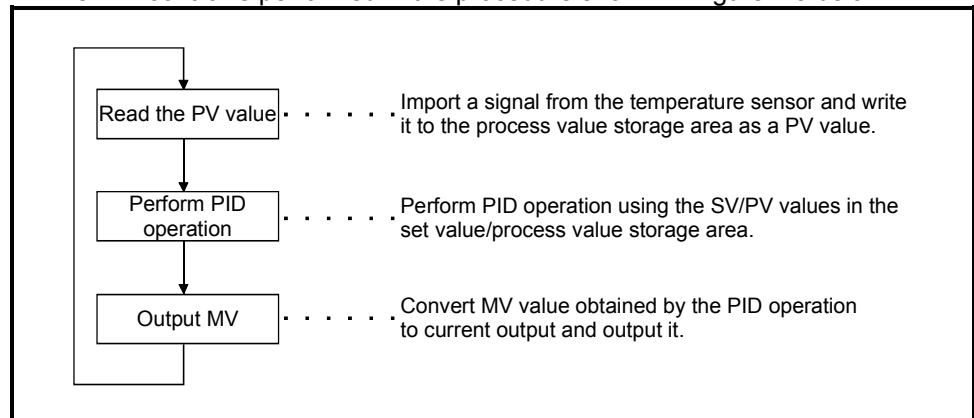 Read the PV value
Import a signal from the temperature sensor and write
it to the process value storage area as a PV value.
Perform PID
operation
Perform PID operation using the SV/PV values in the
set value/process value storage area.
Output MV
Convert MV value obtained by the PID operation
to current output and output it.